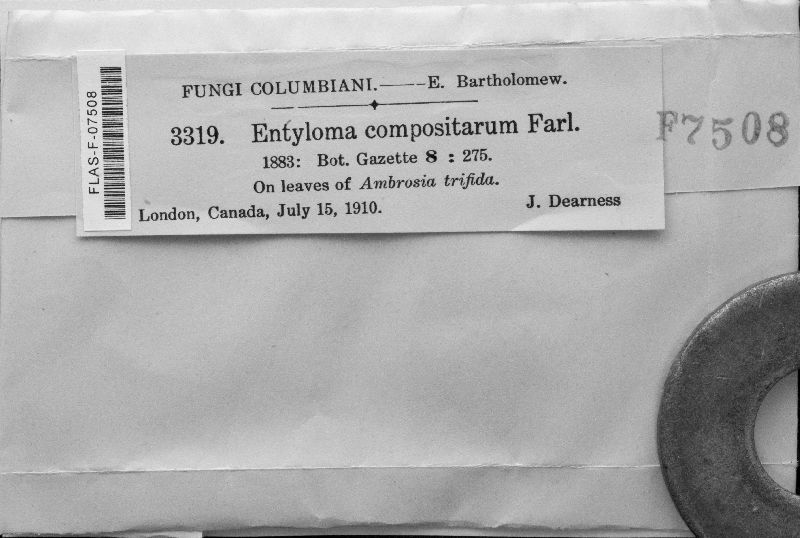 FLAS-F-07508
FUNGI COLUMBIANI.——E. Bartholomew.
3319. Entyloma compositarum Farl.
1883: Bot. Gazette 8 : 275.
On leaves of Ambrosia trifida.
London, Canada, July 15, 1910. J. Dearness
F7508